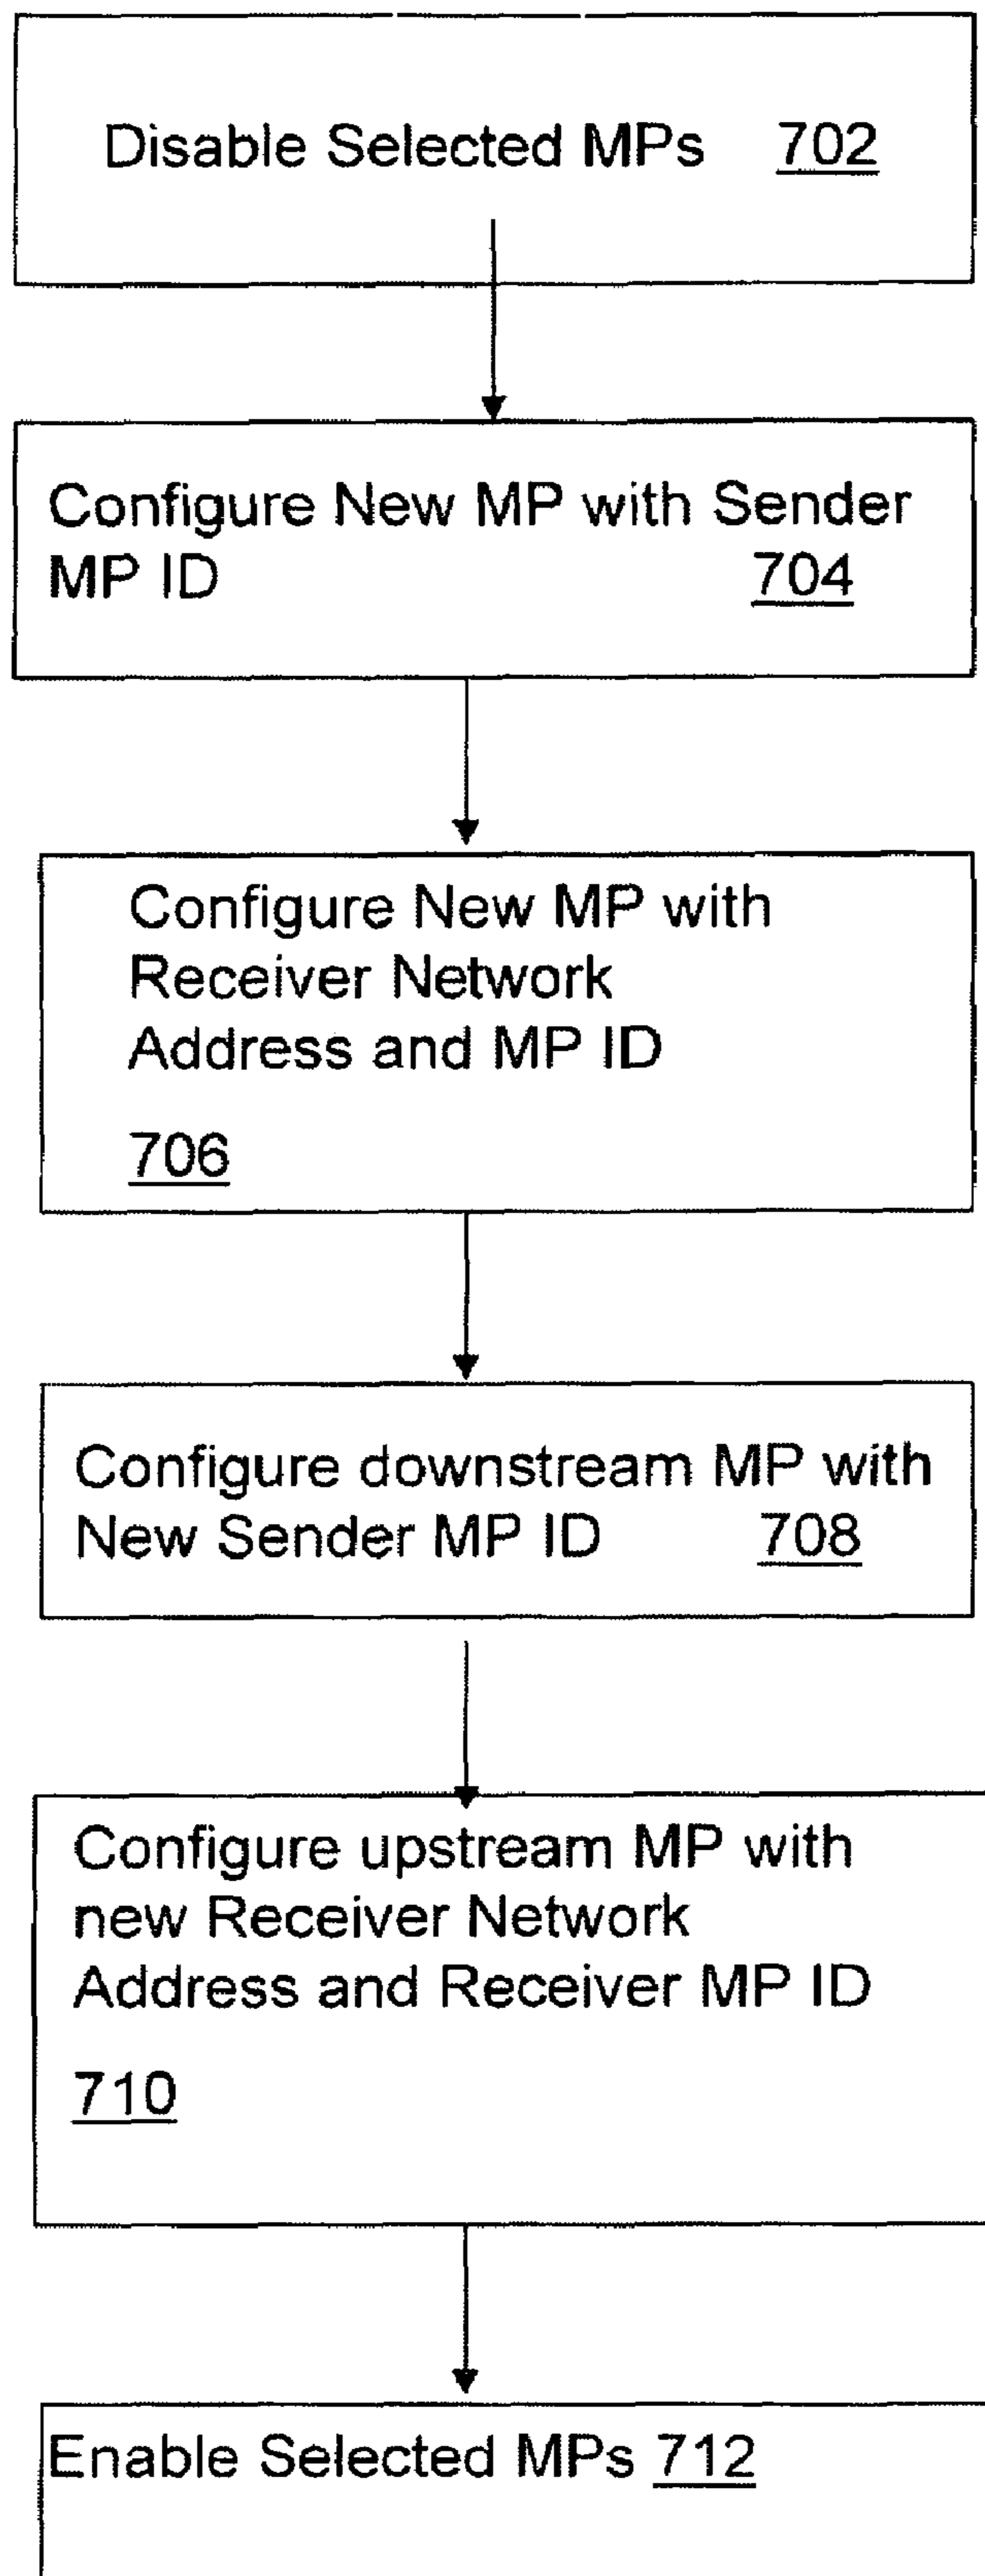 Disable Selected MPs 702
Configure New MP with Sender
MP ID 704
Configure New MP with
Receiver Network
Address and MP ID
706
Configure downstream MP with
New Sender MP ID 708
Configure upstream MP with
new Receiver Network
Address and Receiver MP ID
710
Enable Selected MPs 712